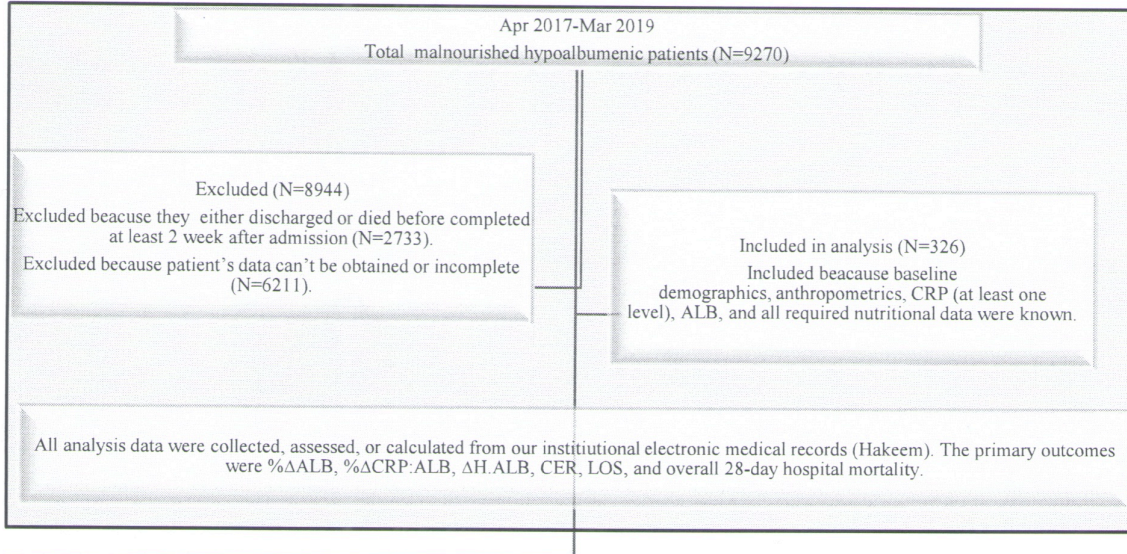 Apr 2017-Mar 2019
Total malnourished hypoalbumenic patients (N=9270)
Excluded (N=8944)
Excluded beacuse they either discharged or died before completed
at least 2 week after admission (N=2733).
Excluded because patient's data can't be obtained or incomplete
(N=6211).
Included in analysis (N=326)
Included beacause baseline
demographics, anthropometrics, CRP (at least one
level), ALB, and all required nutritional data were known.
All analysis data were collected, assessed, or calculated from our institiutional electronic medical records (Hakeem). The primary outcomes
were %ΔALB, %ΔCRP:ALB, ΔH.ALB, CER, LOS, and overall 28-day hospital mortality.